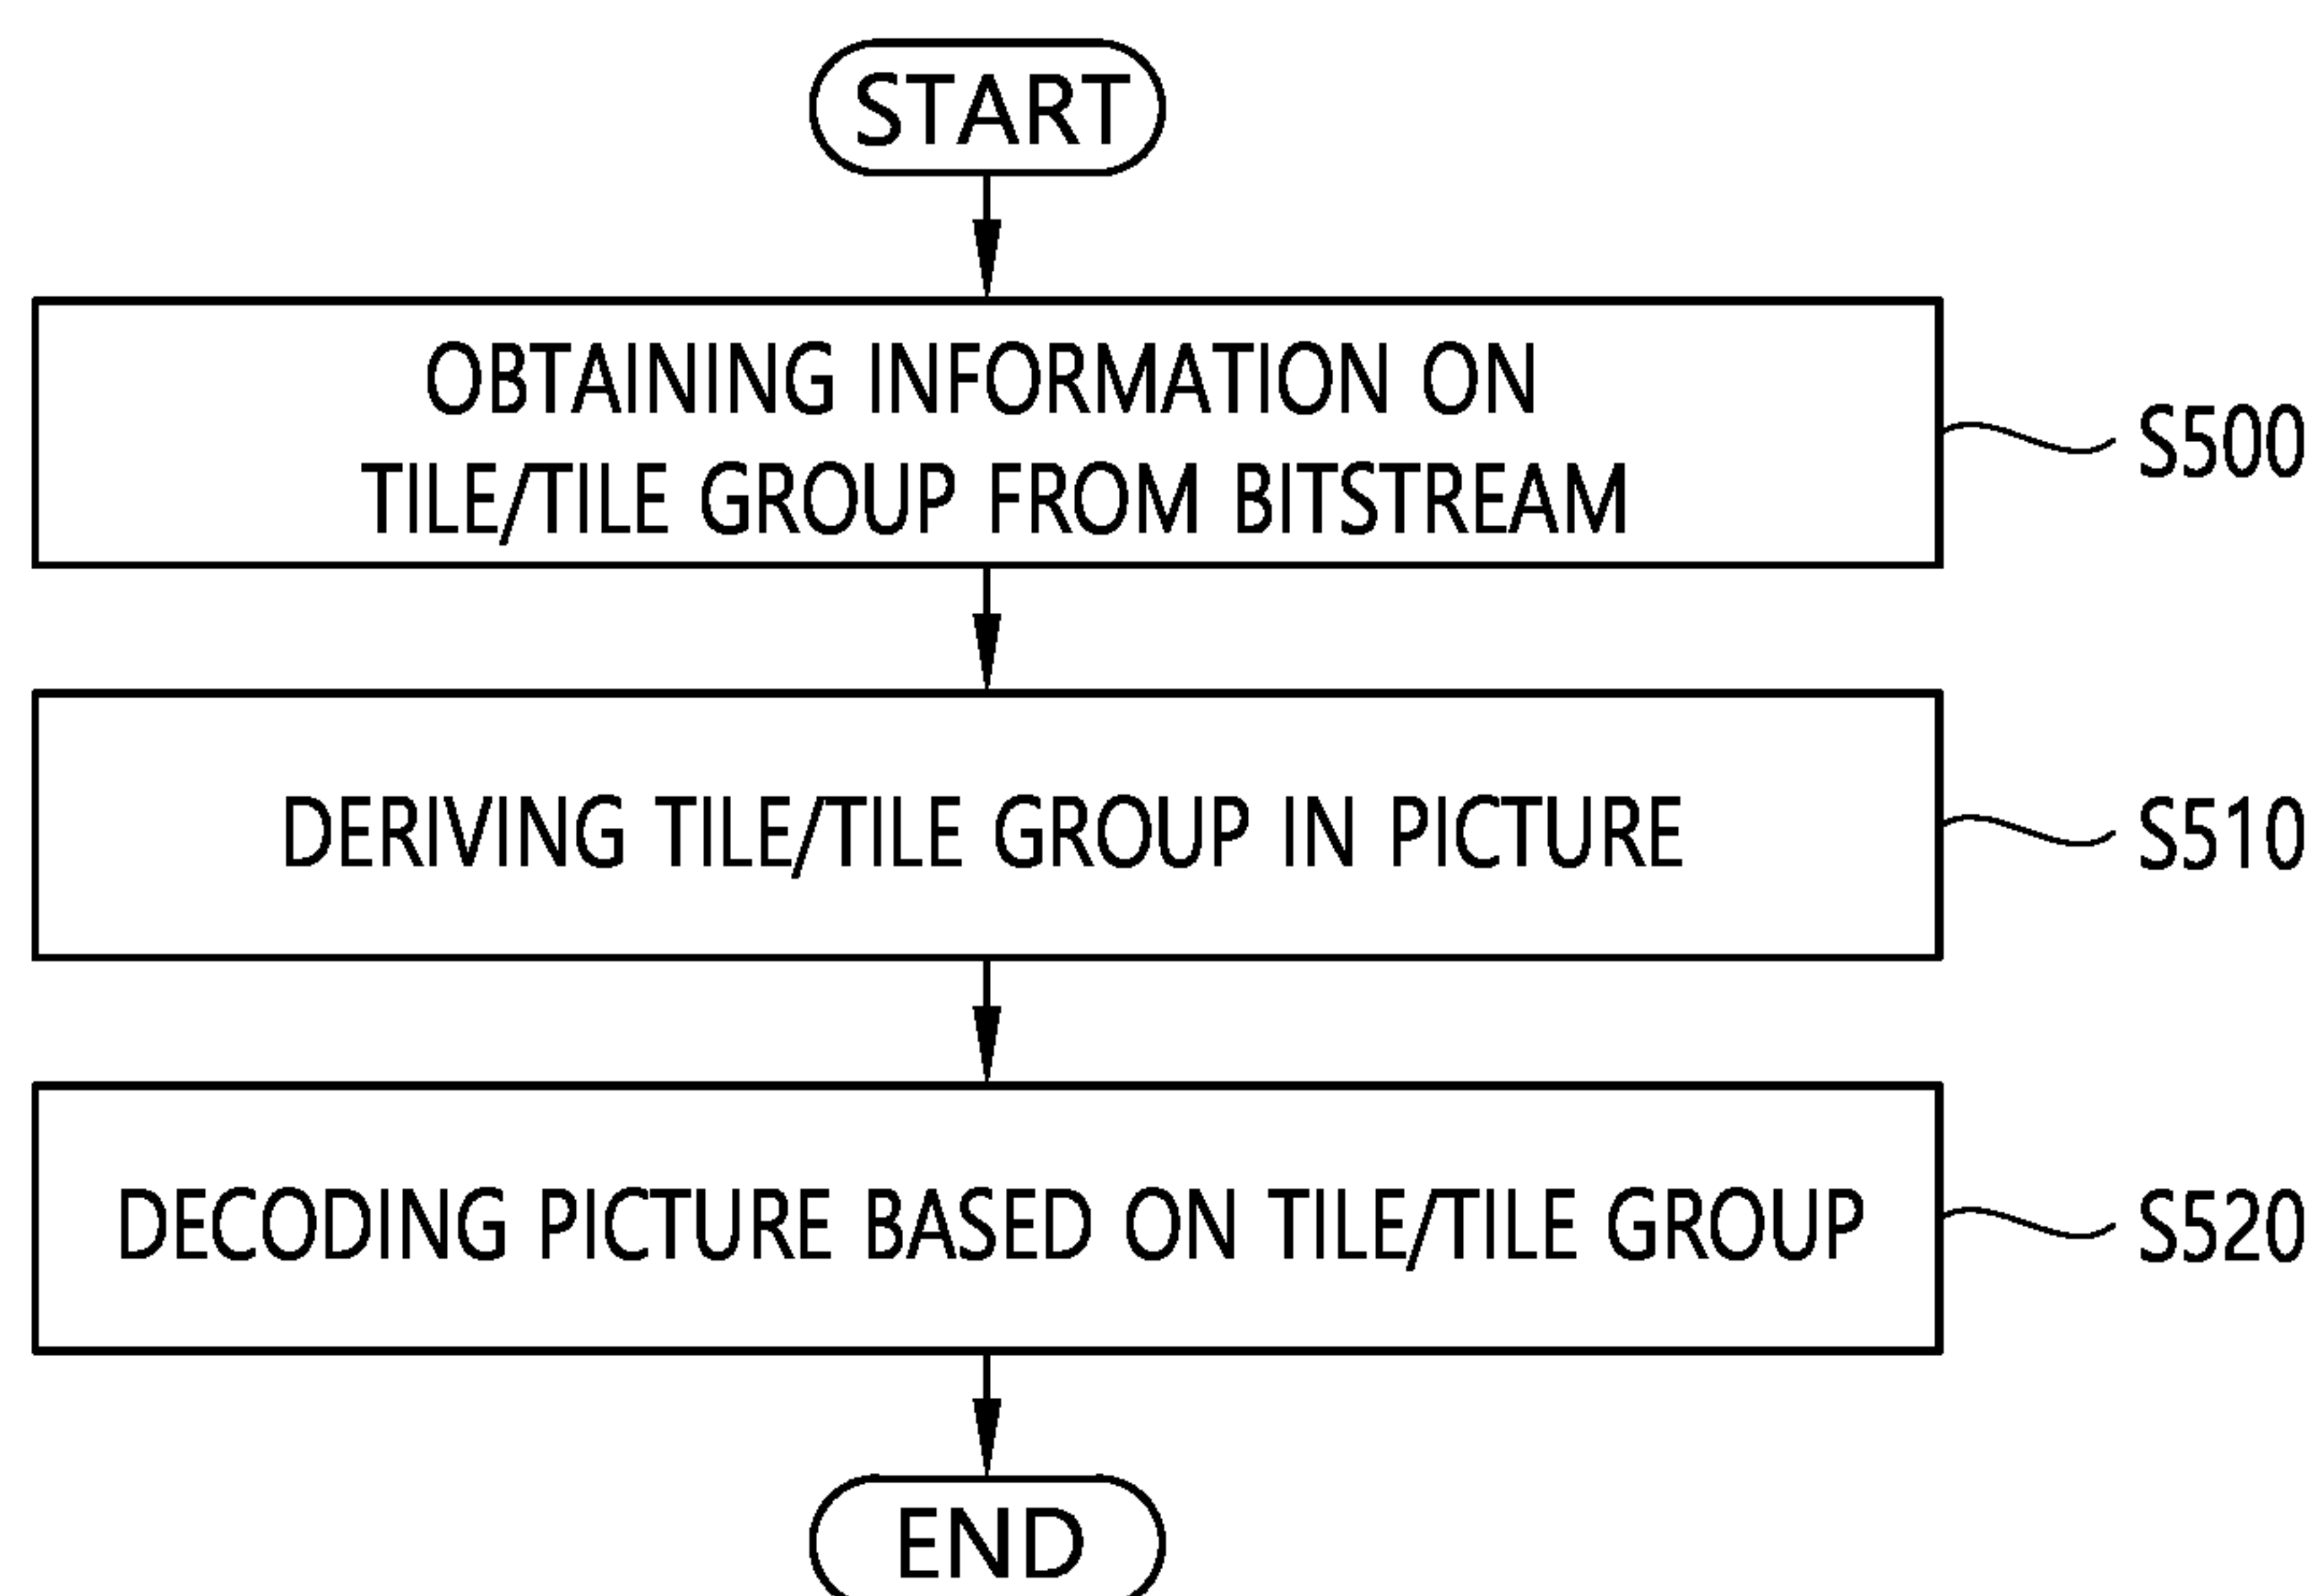 START
OBTAINING INFORMATION ON
TILE/TILE GROUP FROM BITSTREAM
S500
DERIVING TILE/TILE GROUP IN PICTURE
S510
DECODING PICTURE BASED ON TILE/TILE GROUP
S520
END